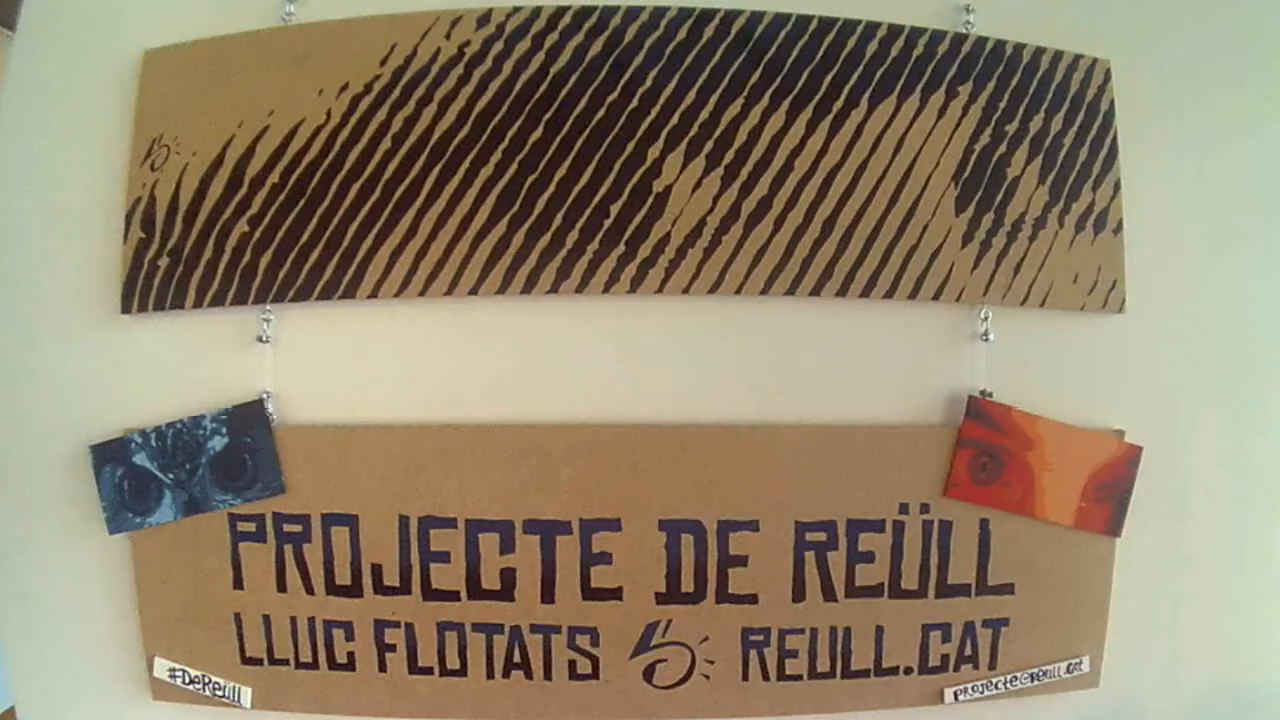 PROJECTE DE REÜLL
LLUC FLOTATS REULL.CAT
#DeReüll
projecte@reull.cat